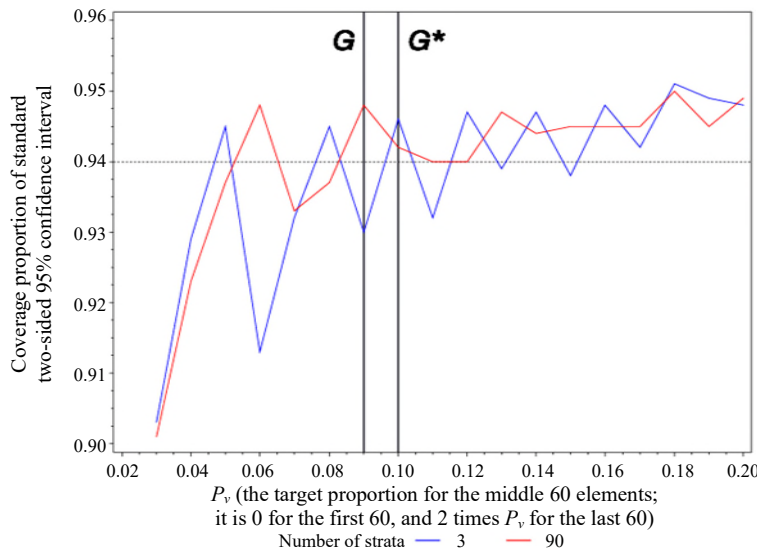 0.96
0.95
0.94
0.93
0.92
0.91
0.90
Coverage proportion of standard
two-sided 95% confidence interval
G G*
0.02 0.04 0.06 0.08 0.10 0.12 0.14 0.16 0.18 0.20
Pv (the target proportion for the middle 60 elements;
it is 0 for the first 60, and 2 times Pv for the last 60)
Number of strata 3 90